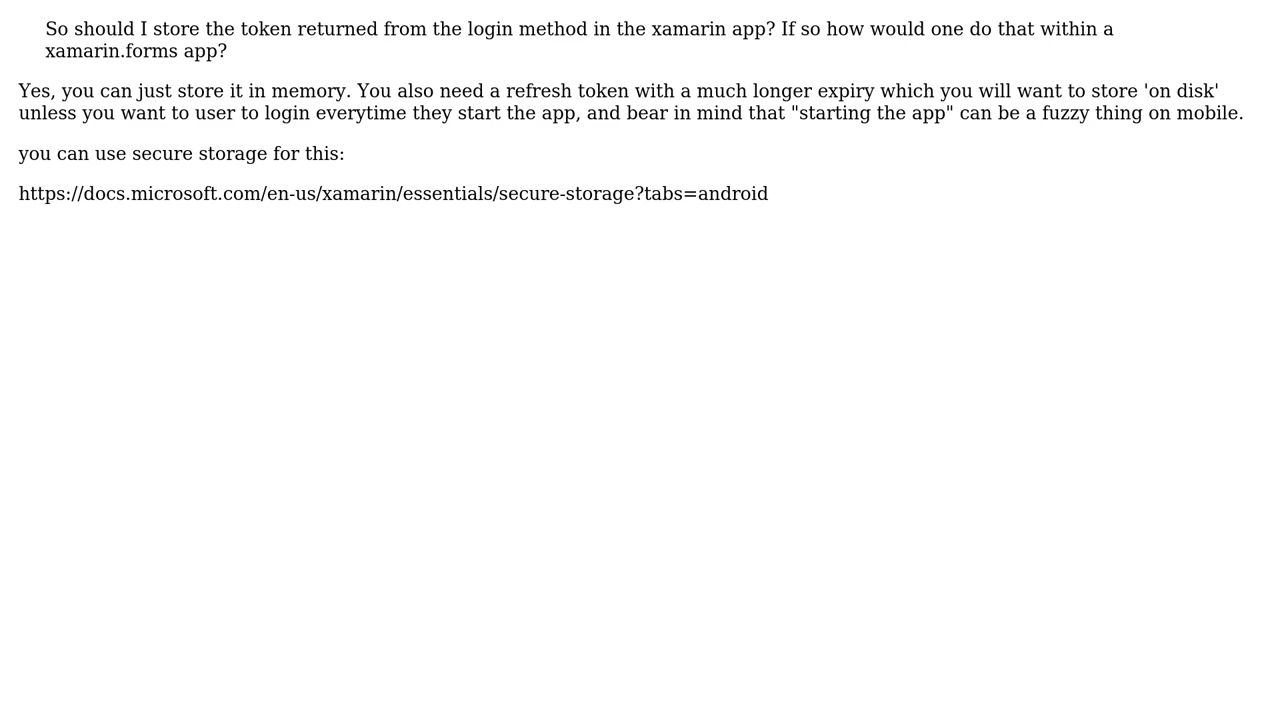 So should I store the token returned from the login method in the xamarin app? If so how would one do that within a
xamarin.forms app?
Yes, you can just store it in memory. You also need a refresh token with a much longer expiry which you will want to store 'on disk'
unless you want to user to login everytime they start the app, and bear in mind that "starting the app" can be a fuzzy thing on mobile.
you can use secure storage for this:
https://docs.microsoft.com/en-us/xamarin/essentials/secure-storage?tabs=android